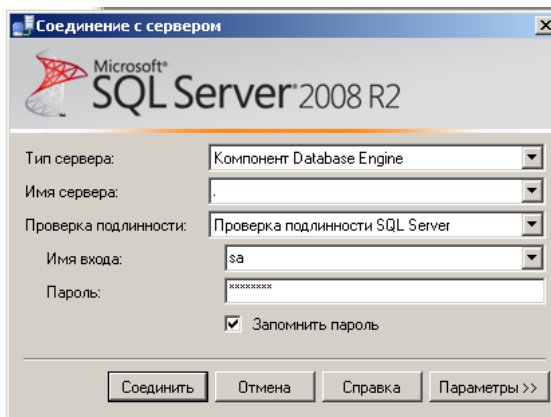 Соединение с сервером
Microsoft®
SQL Server® 2008 R2
Тип сервера: Компонент Database Engine
Имя сервера: .
Проверка подлинности: Проверка подлинности SQL Server
Имя входа: sa
Пароль: ××××××××
Запомнить пароль
Соединить Отмена Справка Параметры >>